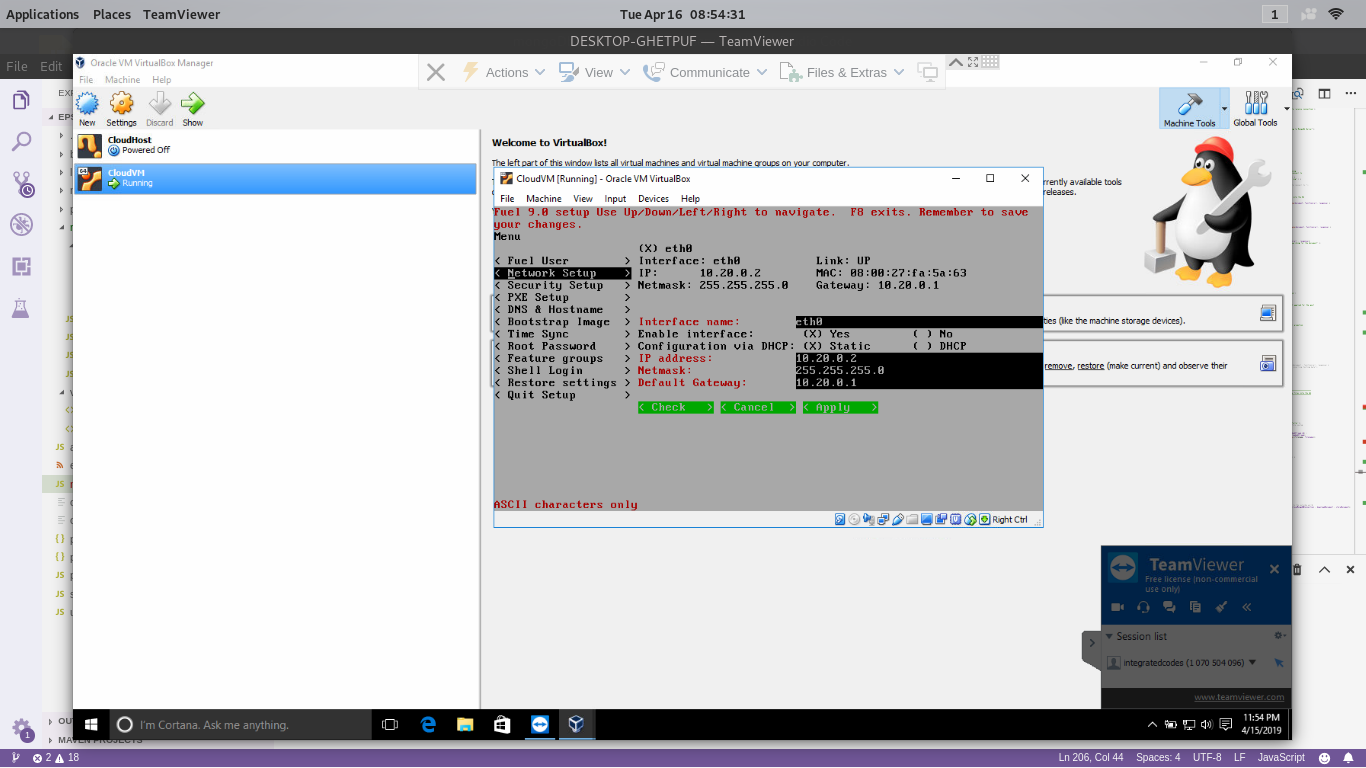 Applications Places TeamViewer Tue Apr 16 08:54:31 1
DESKTOP-GHETPUF — TeamViewer
File Edit
Oracle VM VirtualBox Manager
File Machine Help
Actions View Communicate Files & Extras
New Settings Discard Show
Machine Tools Global Tools
CloudHost
Powered Off
64
CloudVM
Running
Welcome to VirtualBox!
The left part of this window lists all virtual machines and virtual machine groups on your computer.
rrently available tools
releases.
CloudVM [Running] - Oracle VM VirtualBox
File Machine View Input Devices Help
Fuel 9.0 setup Use Up/Down/Left/Right to navigate. F8 exits. Remember to save
your changes.
Menu
(X) eth0
< Fuel User > Interface: eth0 Link: UP
< Network Setup > IP: 10.20.0.2 MAC: 08:00:27:fa:5a:63
< Security Setup > Netmask: 255.255.255.0 Gateway: 10.20.0.1
< PXE Setup >
< DNS & Hostname >
< Bootstrap Image > Interface name: eth0
< Time Sync > Enable interface: (X) Yes ( ) No
< Root Password > Configuration via DHCP: (X) Static ( ) DHCP
< Feature groups > IP address: 10.20.0.2
< Shell Login > Netmask: 255.255.255.0
< Restore settings > Default Gateway: 10.20.0.1
< Quit Setup >
< Check > < Cancel > < Apply >
ASCII characters only
Right Ctrl
ties (like the machine storage devices).
remove, restore (make current) and observe their
TeamViewer
Free license (non-commercial
use only)
Session list
integratedcodes (1 070 504 096)
www.teamviewer.com
I'm Cortana. Ask me anything.
11:54 PM
4/15/2019
MAVEN PROJECTS
2 18 Ln 206, Col 44 Spaces: 4 UTF-8 LF JavaScript